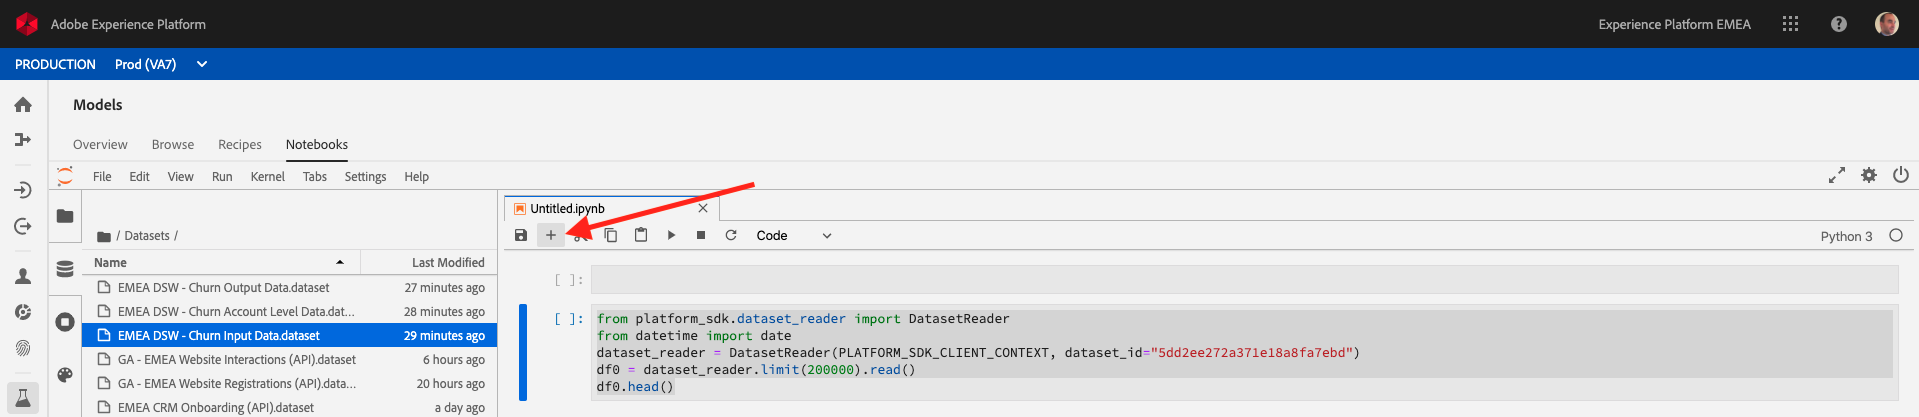 Adobe Experience Platform
Experience Platform EMEA
PRODUCTION Prod (VA7)
Models
Overview Browse Recipes Notebooks
File Edit View Run Kernel Tabs Settings Help
Untitled.ipynb
/ Datasets /
Code
Python 3
Name Last Modified
EMEA DSW - Churn Output Data.dataset 27 minutes ago
EMEA DSW - Churn Account Level Data.dat... 28 minutes ago
EMEA DSW - Churn Input Data.dataset 29 minutes ago
GA - EMEA Website Interactions (API).dataset 6 hours ago
GA - EMEA Website Registrations (API).data... 20 hours ago
EMEA CRM Onboarding (API).dataset a day ago
[ ]:
[ ]:
from platform_sdk.dataset_reader import DatasetReader
from datetime import date
dataset_reader = DatasetReader(PLATFORM_SDK_CLIENT_CONTEXT, dataset_id="5dd2ee272a371e18a8fa7ebd")
df0 = dataset_reader.limit(200000).read()
df0.head()